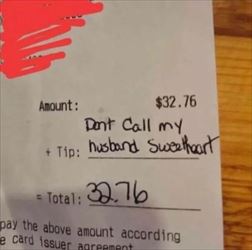 Amount: $32.76
Dont Call my
+ Tip: husband Sweetheart
= Total: 32.76
pay the above amount according
e card issuer agreement